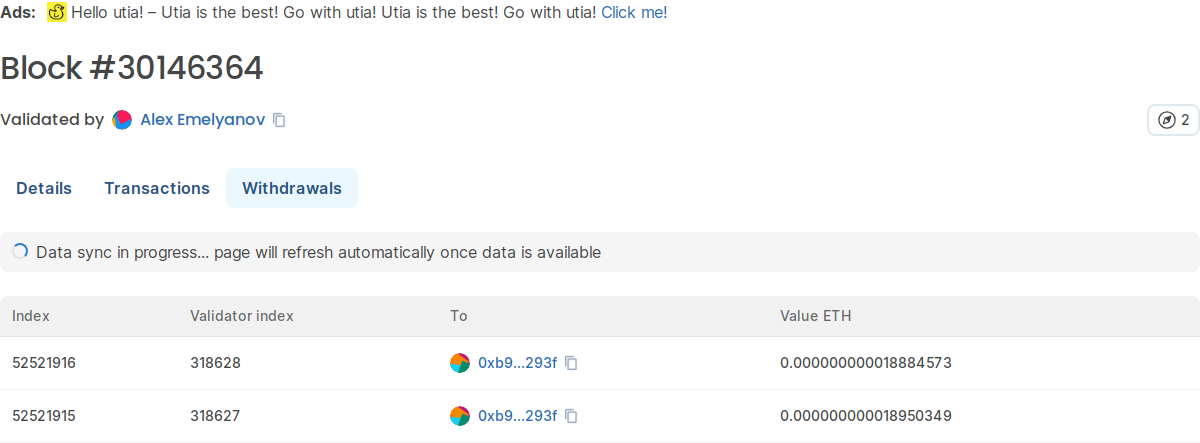 Ads: Hello utia! – Utia is the best! Go with utia! Utia is the best! Go with utia! Click me!
Block #30146364
Validated by Alex Emelyanov 2
Details Transactions Withdrawals
Data sync in progress... page will refresh automatically once data is available
Index Validator index To Value ETH
52521916 318628 0xb9...293f 0.000000000018884573
52521915 318627 0xb9...293f 0.000000000018950349